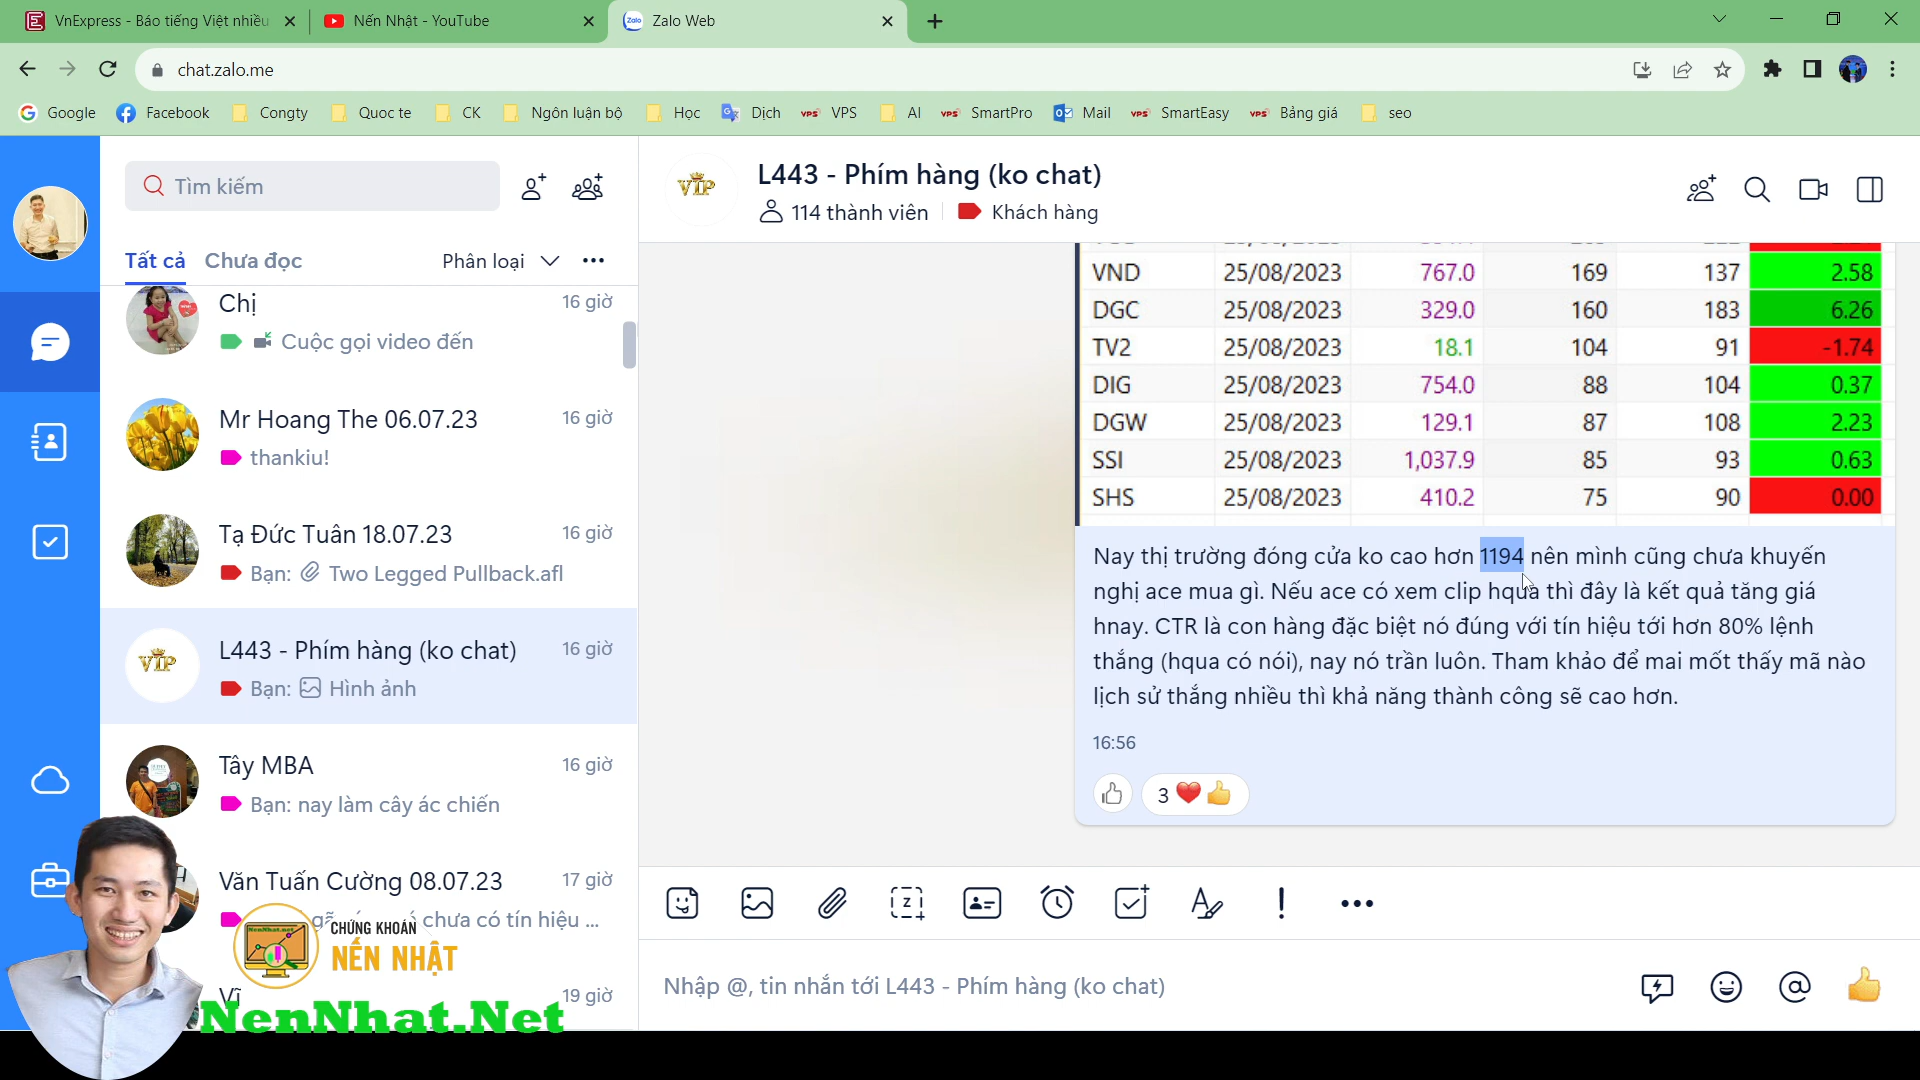 VnExpress - Báo tiếng Việt nhiều
Nến Nhật - YouTube
Zalo Web
chat.zalo.me
Google
Facebook
Congty
Quoc te
CK
Ngôn luận bộ
Học
Dịch
VPS
AI
SmartPro
Mail
SmartEasy
Bảng giá
seo
Tìm kiếm
Tất cả
Chưa đọc
Phân loại
Chị
16 giờ
Cuộc gọi video đến
Mr Hoang The 06.07.23
16 giờ
thankiu!
Tạ Đức Tuân 18.07.23
16 giờ
Bạn: Two Legged Pullback.afl
VIP
L443 - Phím hàng (ko chat)
16 giờ
Bạn: Hình ảnh
Tây MBA
16 giờ
Bạn: nay làm cây ác chiến
Văn Tuấn Cường 08.07.23
17 giờ
chưa có tín hiệu ...
Vĩ
19 giờ
CHỨNG KHOÁN
NẾN NHẬT
NenNhat.Net
VIP
L443 - Phím hàng (ko chat)
114 thành viên
Khách hàng
VND 25/08/2023 767.0 169 137 2.58
DGC 25/08/2023 329.0 160 183 6.26
TV2 25/08/2023 18.1 104 91 -1.74
DIG 25/08/2023 754.0 88 104 0.37
DGW 25/08/2023 129.1 87 108 2.23
SSI 25/08/2023 1,037.9 85 93 0.63
SHS 25/08/2023 410.2 75 90 0.00
Nay thị trường đóng cửa ko cao hơn 1194 nên mình cũng chưa khuyến
nghị ace mua gì. Nếu ace có xem clip hqua thì đây là kết quả tăng giá
hnay. CTR là con hàng đặc biệt nó đúng với tín hiệu tới hơn 80% lệnh
thắng (hqua có nói), nay nó trần luôn. Tham khảo để mai mốt thấy mã nào
lịch sử thắng nhiều thì khả năng thành công sẽ cao hơn.
16:56
3
Nhập @, tin nhắn tới L443 - Phím hàng (ko chat)